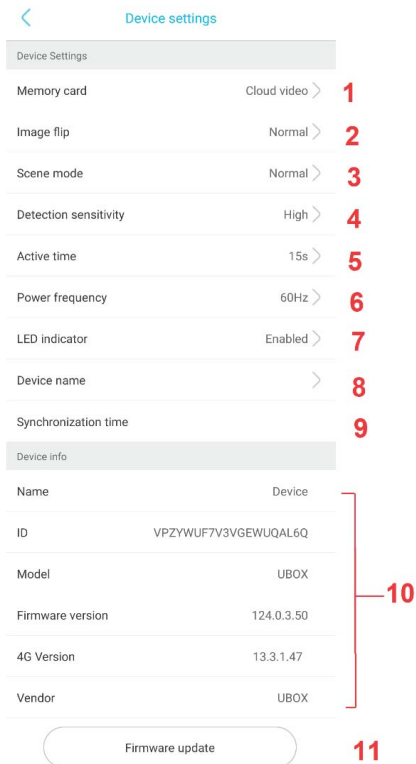 Device settings
Device Settings
Memory card Cloud video 1
Image flip Normal 2
Scene mode Normal 3
Detection sensitivity High 4
Active time 15s 5
Power frequency 60Hz 6
LED indicator Enabled 7
Device name 8
Synchronization time 9
Device info
Name Device
ID VPZYWUF7V3VGEWUQAL6Q
Model UBOX
10
Firmware version 124.0.3.50
4G Version 13.3.1.47
Vendor UBOX
Firmware update 11